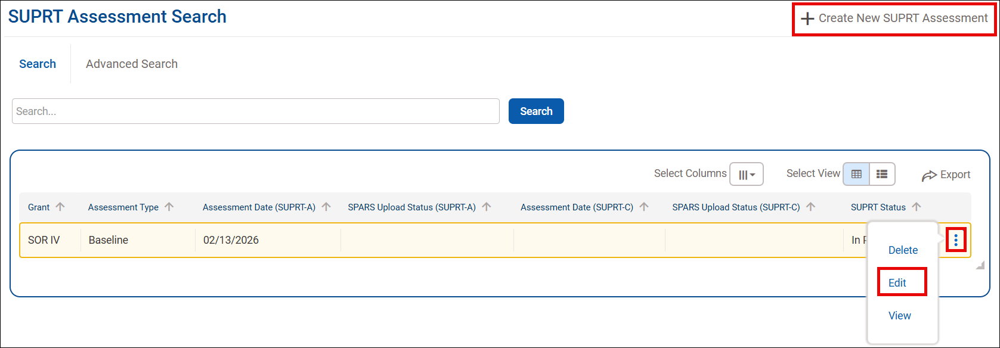 SUPRT Assessment Search
Create New SUPRT Assessment
Search
Advanced Search
Search...
Search
Select Columns
Select View
Export
Grant
Assessment Type
Assessment Date (SUPRT-A)
SPARS Upload Status (SUPRT-A)
Assessment Date (SUPRT-C)
SPARS Upload Status (SUPRT-C)
SUPRT Status
SOR IV
Baseline
02/13/2026
In
Delete
Edit
View